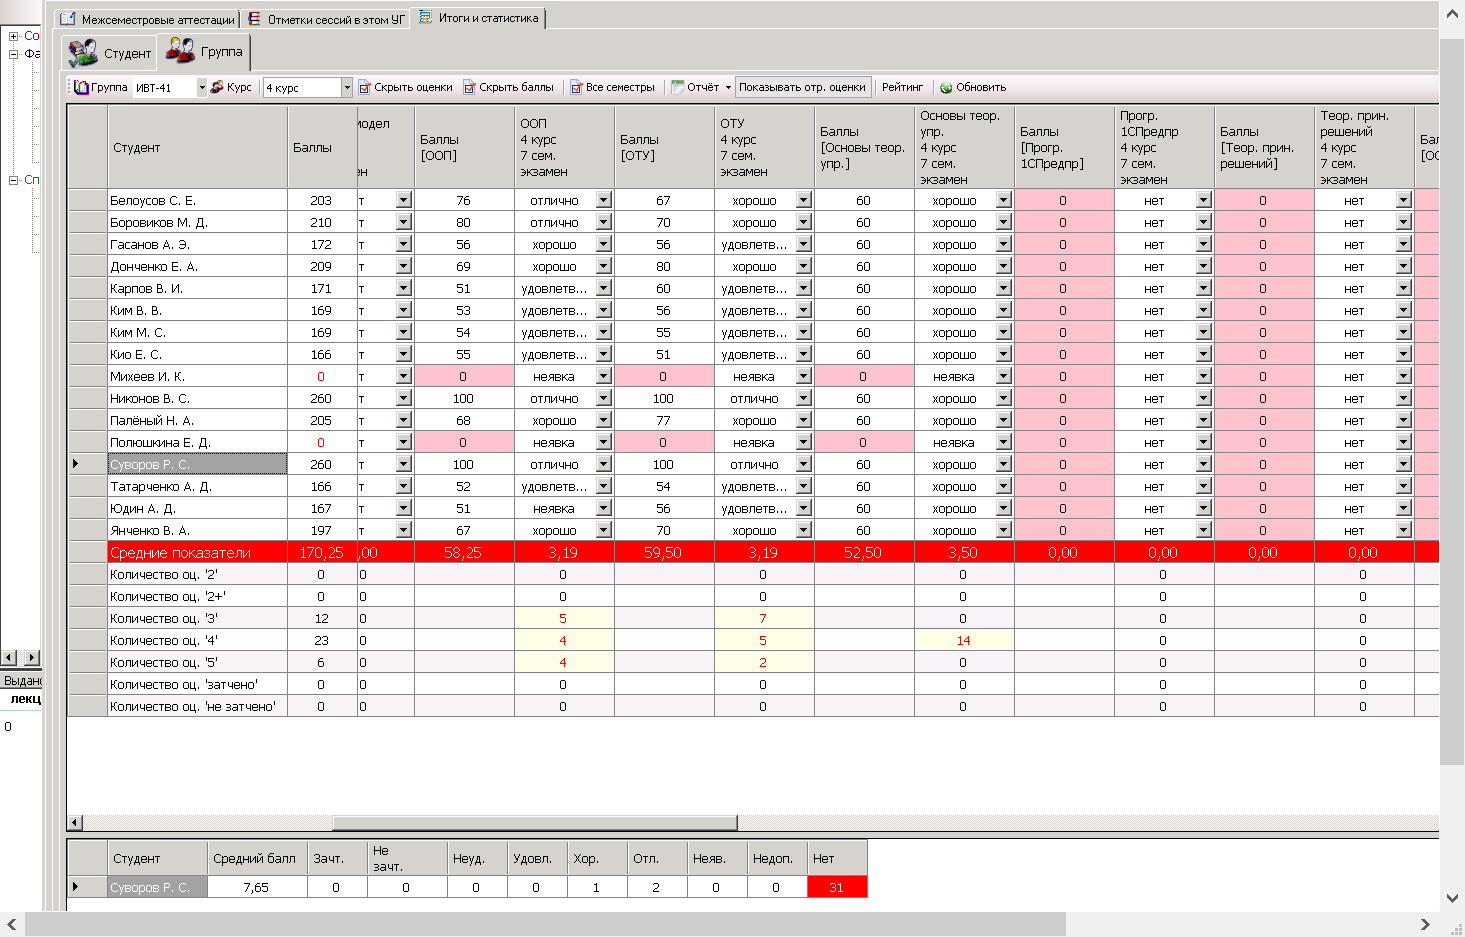 Межсеместровые аттестации Отметки сессий в этом УГ Итоги и статистика
Со
Фа
Сп
Студент Группа
Группа ИВТ-41 Курс 4 курс Скрыть оценки Скрыть баллы Все семестры Отчёт Показывать отр. оценки Рейтинг Обновить
Студент
Баллы
модел
ен
Баллы
[ООП]
ООП
4 курс
7 сем.
экзамен
Баллы
[ОТУ]
ОТУ
4 курс
7 сем.
экзамен
Баллы
[Основы теор.
упр.]
Основы теор.
упр.
4 курс
7 сем.
экзамен
Баллы
[Прогр.
1СПредпр]
Прогр.
1СПредпр
4 курс
7 сем.
экзамен
Баллы
[Теор. прин.
решений]
Теор. прин.
решений
4 курс
7 сем.
экзамен
Ба
[ОС
Белоусов С. Е. 203 т 76 отлично 67 хорошо 60 хорошо 0 нет 0 нет
Боровиков М. Д. 210 т 80 отлично 70 хорошо 60 хорошо 0 нет 0 нет
Гасанов А. Э. 172 т 56 хорошо 56 удовлетв... 60 хорошо 0 нет 0 нет
Донченко Е. А. 209 т 69 хорошо 80 хорошо 60 хорошо 0 нет 0 нет
Карпов В. И. 171 т 51 удовлетв... 60 удовлетв... 60 хорошо 0 нет 0 нет
Ким В. В. 169 т 53 удовлетв... 56 удовлетв... 60 хорошо 0 нет 0 нет
Ким М. С. 169 т 54 удовлетв... 55 удовлетв... 60 хорошо 0 нет 0 нет
Кио Е. С. 166 т 55 удовлетв... 51 удовлетв... 60 хорошо 0 нет 0 нет
Михеев И. К. 0 т 0 неявка 0 неявка 0 неявка 0 нет 0 нет
Никонов В. С. 260 т 100 отлично 100 отлично 60 хорошо 0 нет 0 нет
Палёный Н. А. 205 т 68 хорошо 77 хорошо 60 хорошо 0 нет 0 нет
Полюшкина Е. Д. 0 т 0 неявка 0 неявка 0 неявка 0 нет 0 нет
Суворов Р. С. 260 т 100 отлично 100 отлично 60 хорошо 0 нет 0 нет
Татарченко А. Д. 166 т 52 удовлетв... 54 удовлетв... 60 хорошо 0 нет 0 нет
Юдин А. Д. 167 т 51 неявка 56 удовлетв... 60 хорошо 0 нет 0 нет
Янченко В. А. 197 т 67 хорошо 70 хорошо 60 хорошо 0 нет 0 нет
Средние показатели 170,25 ,00 58,25 3,19 59,50 3,19 52,50 3,50 0,00 0,00 0,00 0,00
Количество оц. '2' 0 0 0 0 0 0 0
Количество оц. '2+' 0 0 0 0 0 0 0
Количество оц. '3' 12 0 5 7 0 0 0
Количество оц. '4' 23 0 4 5 14 0 0
Количество оц. '5' 6 0 4 2 0 0 0
Количество оц. 'затчено' 0 0 0 0 0 0 0
Количество оц. 'не затчено' 0 0 0 0 0 0 0
Выдано
лекц
0
Студент Средний балл Зачт. Не зачт. Неуд. Удовл. Хор. Отл. Неяв. Недоп. Нет
Суворов Р. С. 7,65 0 0 0 0 1 2 0 0 31